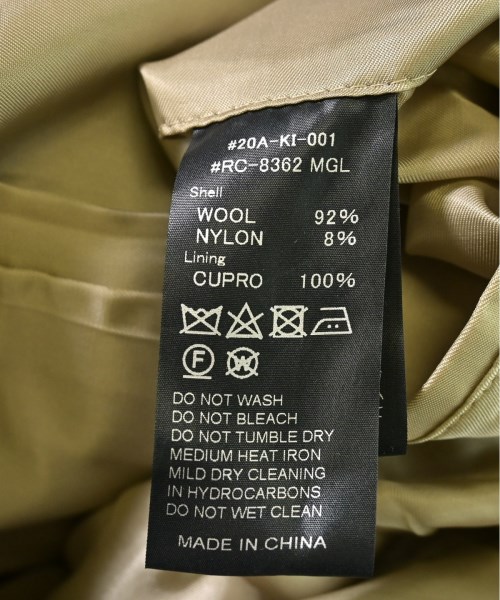 #20A-KI-001
#RC-8362 MGL
Shell
WOOL 92%
NYLON 8%
Lining
CUPRO 100%
F
W
DO NOT WASH
DO NOT BLEACH
DO NOT TUMBLE DRY
MEDIUM HEAT IRON
MILD DRY CLEANING
IN HYDROCARBONS
DO NOT WET CLEAN
MADE IN CHINA